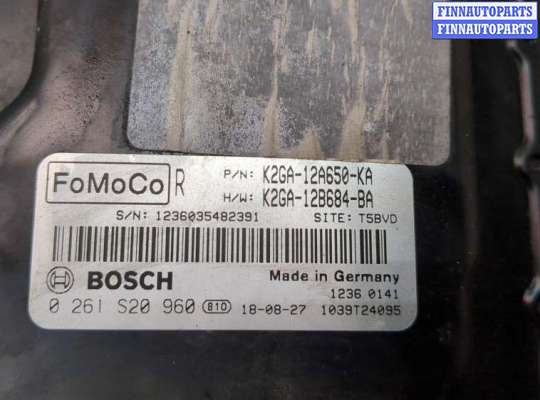 FINNAUTOPARTS
FINNAUTOPARTS
FoMoCo R
P/N: K2GA-12A650-KA
H/W: K2GA-12B684-BA
S/N: 1236035482391 SITE: T5BVD
BOSCH
Made in Germany
1236 0141
0 261 S20 960 810 18-08-27 1039T24095